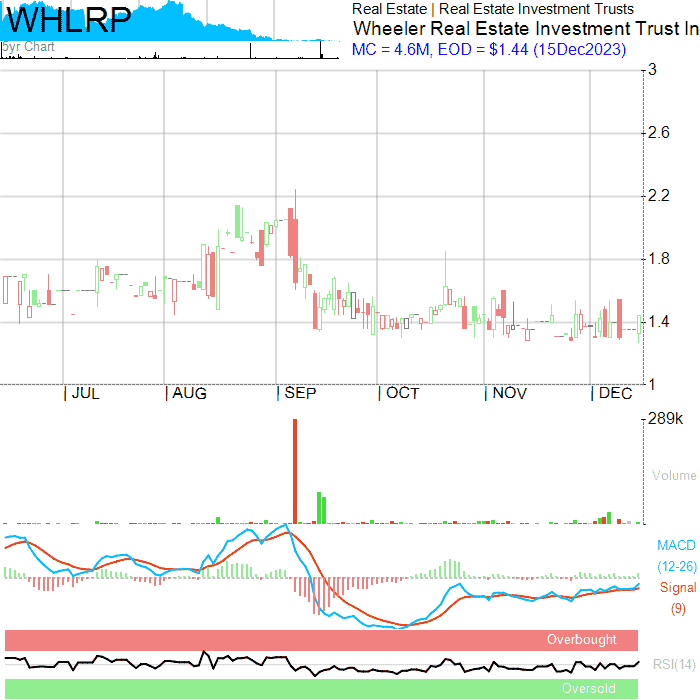 WHLRP
5yr Chart
Real Estate | Real Estate Investment Trusts
Wheeler Real Estate Investment Trust In
MC = 4.6M, EOD = $1.44 (15Dec2023)
3
2.6
2.2
1.8
1.4
1
| JUL | AUG | SEP | OCT | NOV | DEC
289k
Volume
MACD
(12-26)
Signal
(9)
Overbought
RSI(14)
Oversold